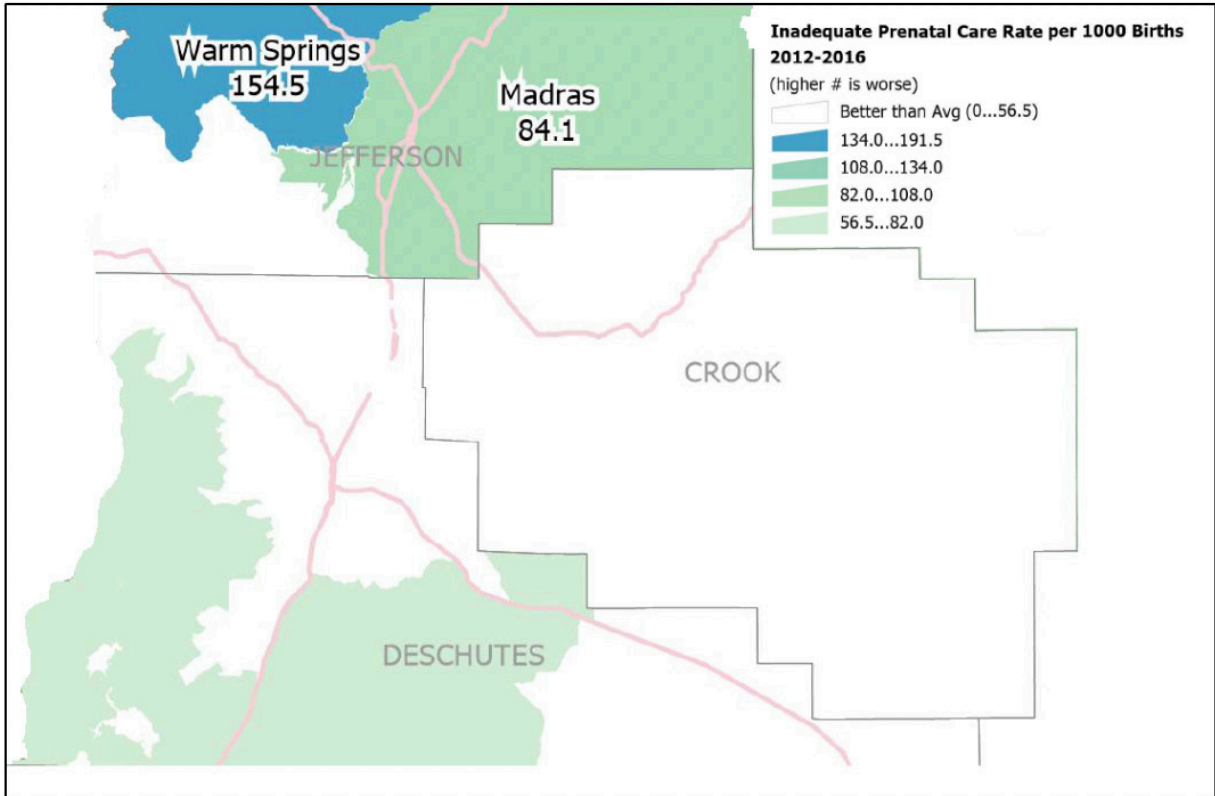 Inadequate Prenatal Care Rate per 1000 Births
2012-2016
(higher # is worse)
Better than Avg (0...56.5)
134.0...191.5
108.0...134.0
82.0...108.0
56.5...82.0
Warm Springs
154.5
Madras
84.1
JEFFERSON
CROOK
DESCHUTES